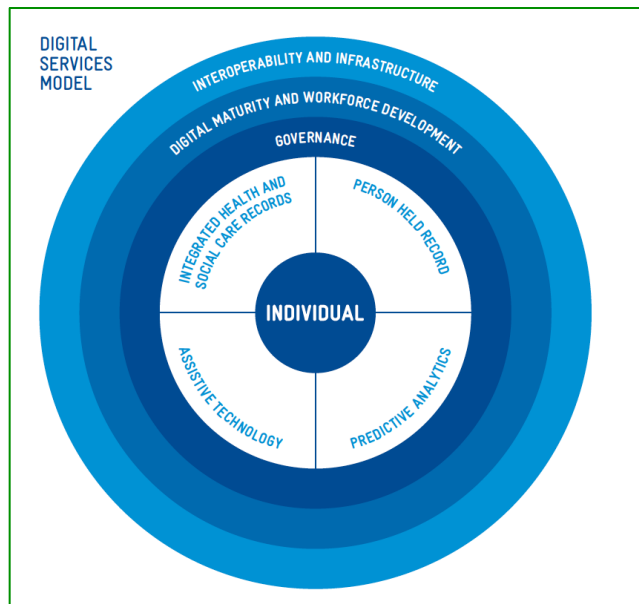 DIGITAL
SERVICES
MODEL
INTEROPERABILITY AND INFRASTRUCTURE
DIGITAL MATURITY AND WORKFORCE DEVELOPMENT
GOVERNANCE
INTEGRATED HEALTH AND
SOCIAL CARE RECORDS
PERSON HELD RECORD
INDIVIDUAL
ASSISTIVE TECHNOLOGY
PREDICTIVE ANALYTICS